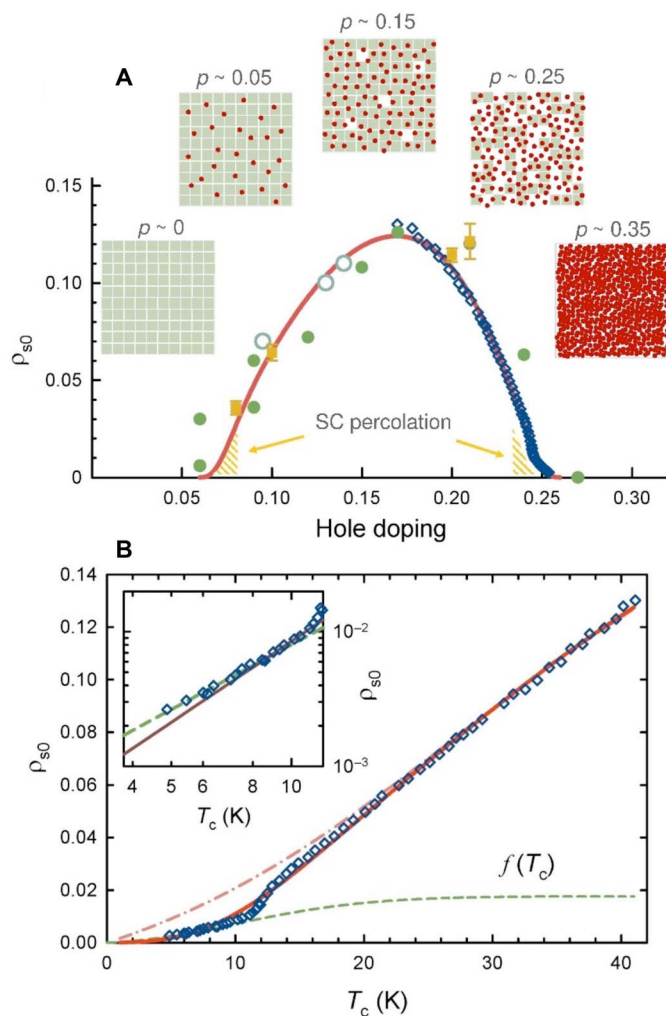 A
p ~ 0.15
p ~ 0.05
p ~ 0.25
p ~ 0
p ~ 0.35
0.15
0.10
0.05
0
ρs0
SC percolation
0.05 0.10 0.15 0.20 0.25 0.30
Hole doping
B
0.14
0.12
0.10
0.08
0.06
0.04
0.02
0.00
ρs0
10⁻²
10⁻³
ρs0
4 5 6 8 10
Tc (K)
f(Tc)
0 10 20 30 40
Tc (K)